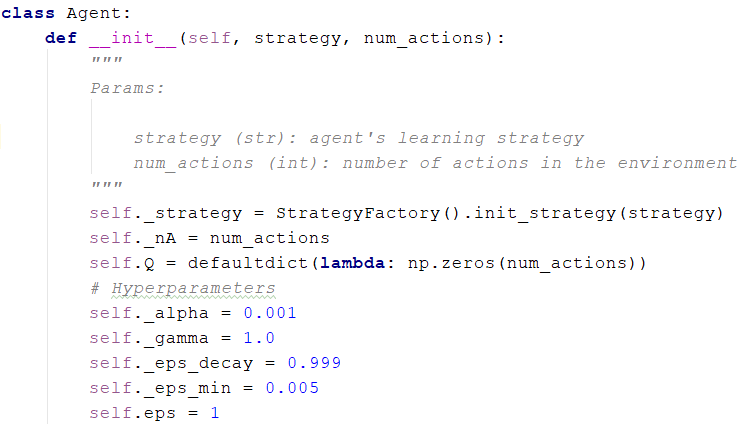 class Agent:
    def __init__(self, strategy, num_actions):
        """
        Params:
            strategy (str): agent's learning strategy
            num_actions (int): number of actions in the environment
        """
        self._strategy = StrategyFactory().init_strategy(strategy)
        self._nA = num_actions
        self.Q = defaultdict(lambda: np.zeros(num_actions))
        # Hyperparameters
        self._alpha = 0.001
        self._gamma = 1.0
        self._eps_decay = 0.999
        self._eps_min = 0.005
        self.eps = 1